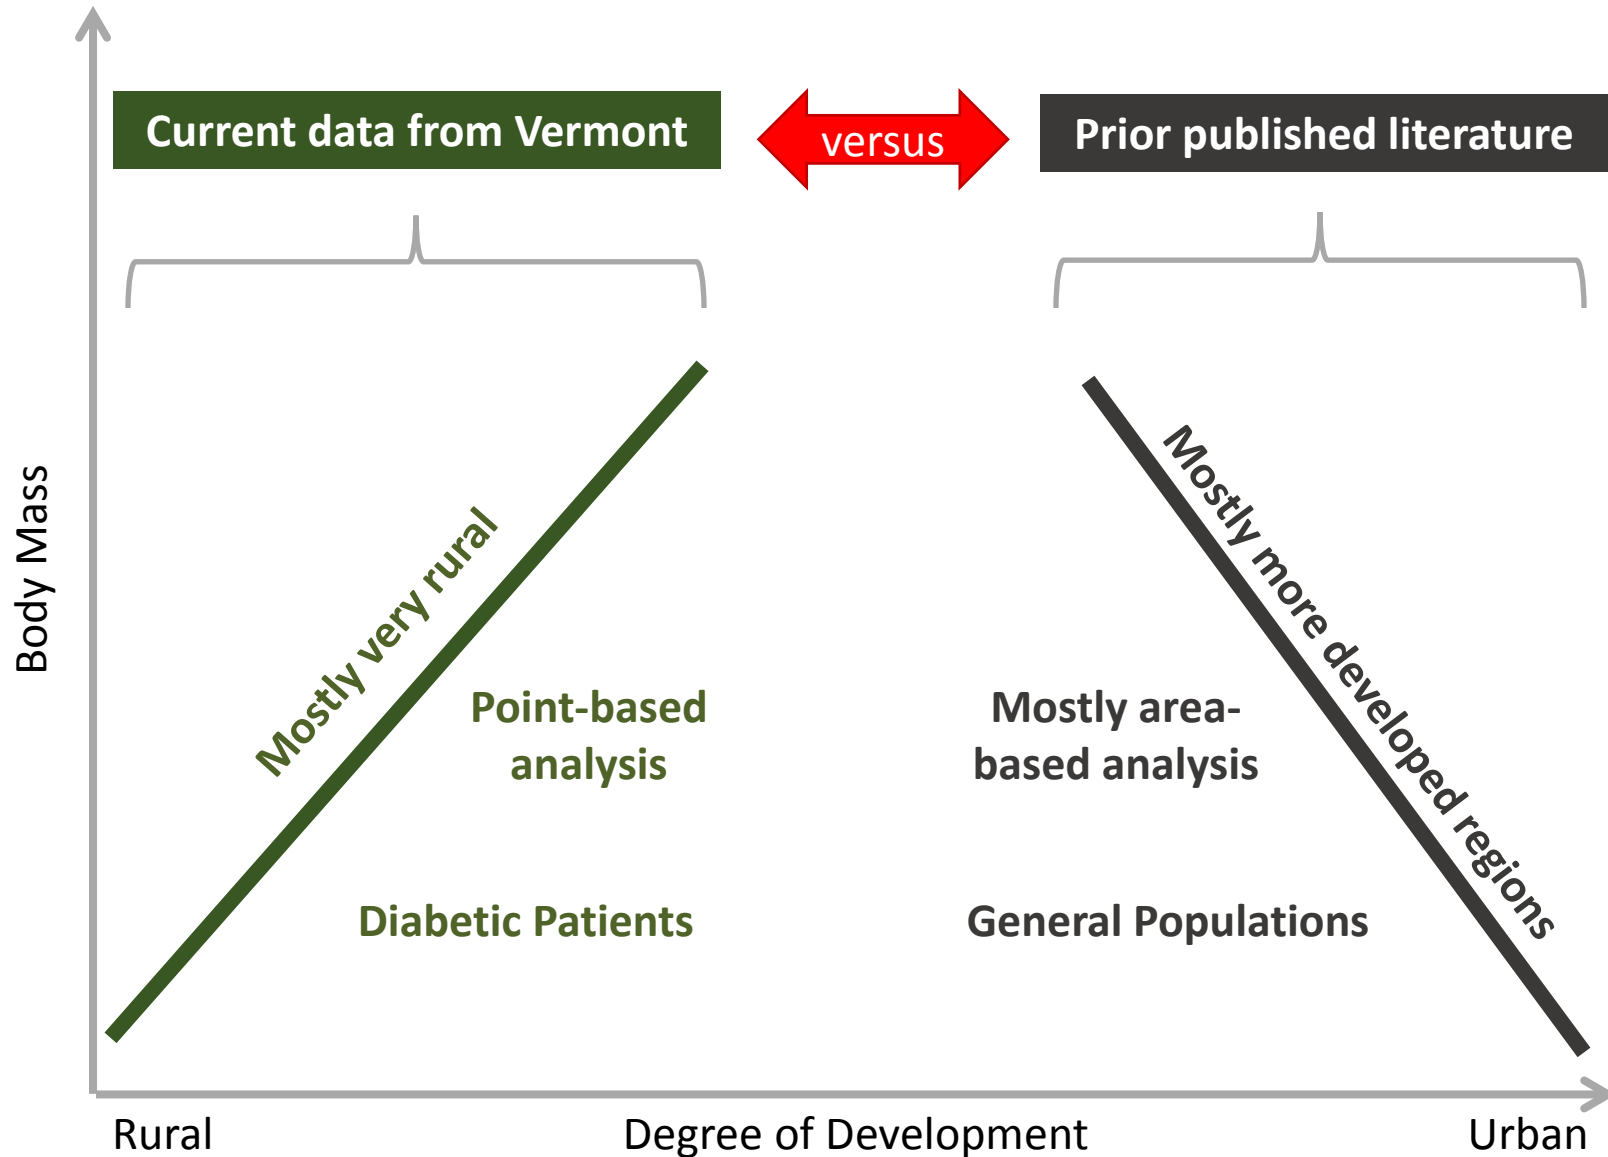 Current data from Vermont
versus
Prior published literature
Body Mass
Mostly very rural
Point-based
analysis
Diabetic Patients
Mostly area-
based analysis
General Populations
Mostly more developed regions
Rural
Degree of Development
Urban